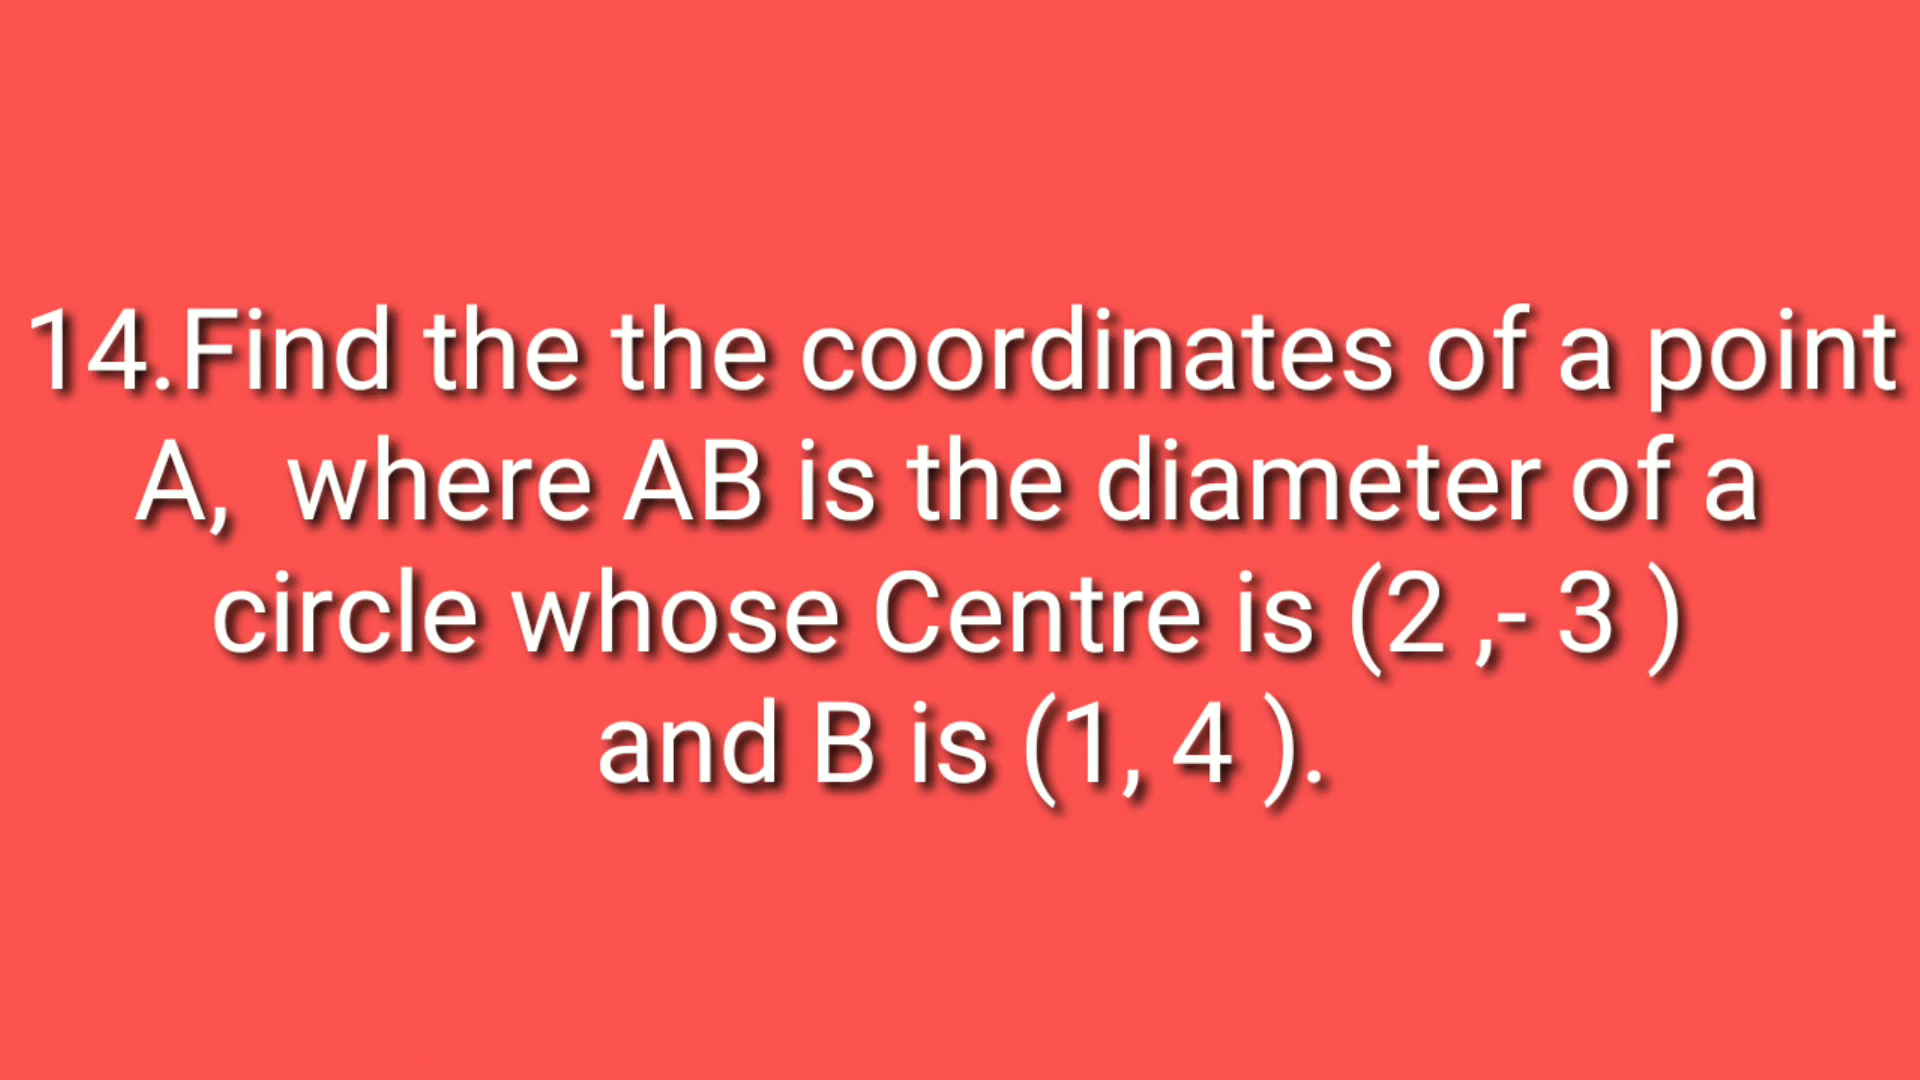 14.Find the the coordinates of a point
A,  where AB is the diameter of a
circle whose Centre is (2 ,- 3 )
and B is (1, 4 ).